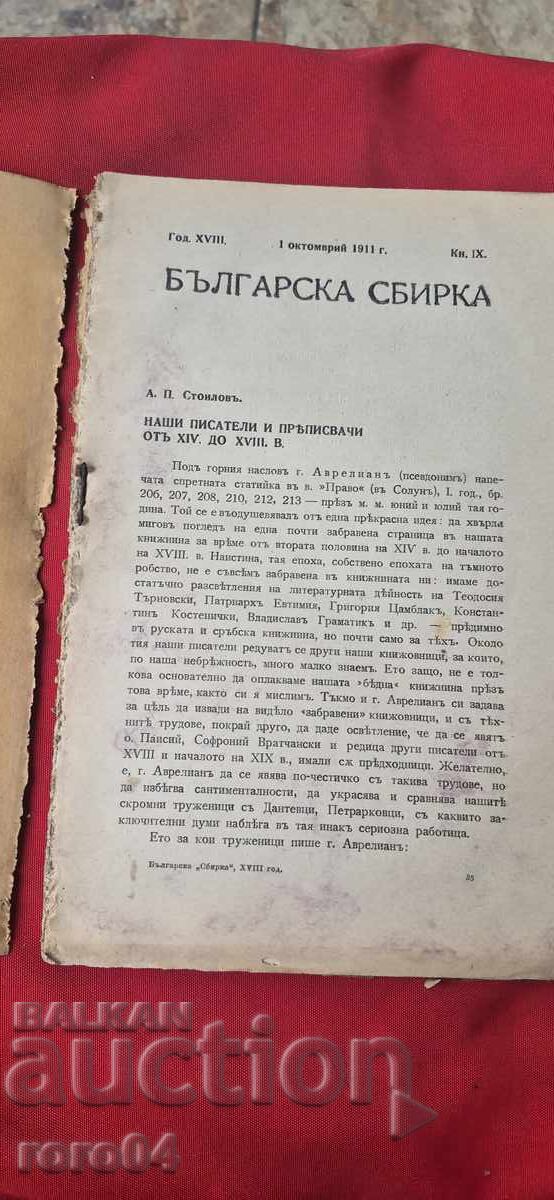 Год. XVIII.
1 октомврий 1911 г.
Кн. IX.
БЪЛГАРСКА СБИРКА
А. П. Стоиловъ.
НАШИ ПИСАТЕЛИ И ПРѢПИСВАЧИ
ОТЪ XIV. ДО XVIII. В.
Подъ горния насловъ г. Аврелианъ (псевдонимъ) напе-
чата спретната статийка въ в. »Право« (въ Солунъ), I. год., бр.
206, 207, 208, 210, 212, 213 — прѣзъ м. м. юний и юлий тая го-
дина. Той се е въодушевявалъ отъ една прѣкрасна идея: да хвърли
миговъ погледъ на една почти забравена страница въ нашата
книжнина за врѣме отъ втората половина на XIV в. до началото
на XVIII. в. Наистина, тая епоха, собствено епохата на тъмното
робство, не е съвсѣмъ забравена въ книжнината ни: имаме до-
статъчно разсвѣтления на литературната дѣйность на Теодосия
Търновски, Патриархъ Евтимия, Григория Цамблакъ, Констан-
тинъ Костенички, Владислава Граматикъ и др. — прѣдимно
въ руската и сръбска книжнина, но почти само за тѣхъ. Около
тия наши писатели редуватъ се други наши книжовници, за които,
по наша небрѣжность, много малко знаемъ. Ето защо, не е тол-
кова основателно да оплакваме нашата »бѣдна« книжнина прѣзъ
това врѣме, както си я мислимъ. Тъкмо и г. Аврелианъ си задава
за цѣль да извади на видѣло «забравени» книжовници, и съ тѣх-
нитѣ трудове, покрай друго, да даде освѣтление, че да се явятъ
о. Паисий, Софроний Вратчански и редица други писатели отъ
XVIII и началото на XIX в., имали сѫ прѣдходници. Желателно,
е, г. Аврелианъ да се явява по-честичко съ такива трудове, но
да избѣгва сантименталности, да украсява и сравнява нашитѣ
скромни труженици съ Дантевци, Петрарковци, съ каквито за-
ключителни думи наблѣга въ тая инакъ сериозна работица.
Ето за кои труженици пише г. Аврелианъ:
Българска „Сбирка“, XVIII год.
35
BALKAN
auction
roro04